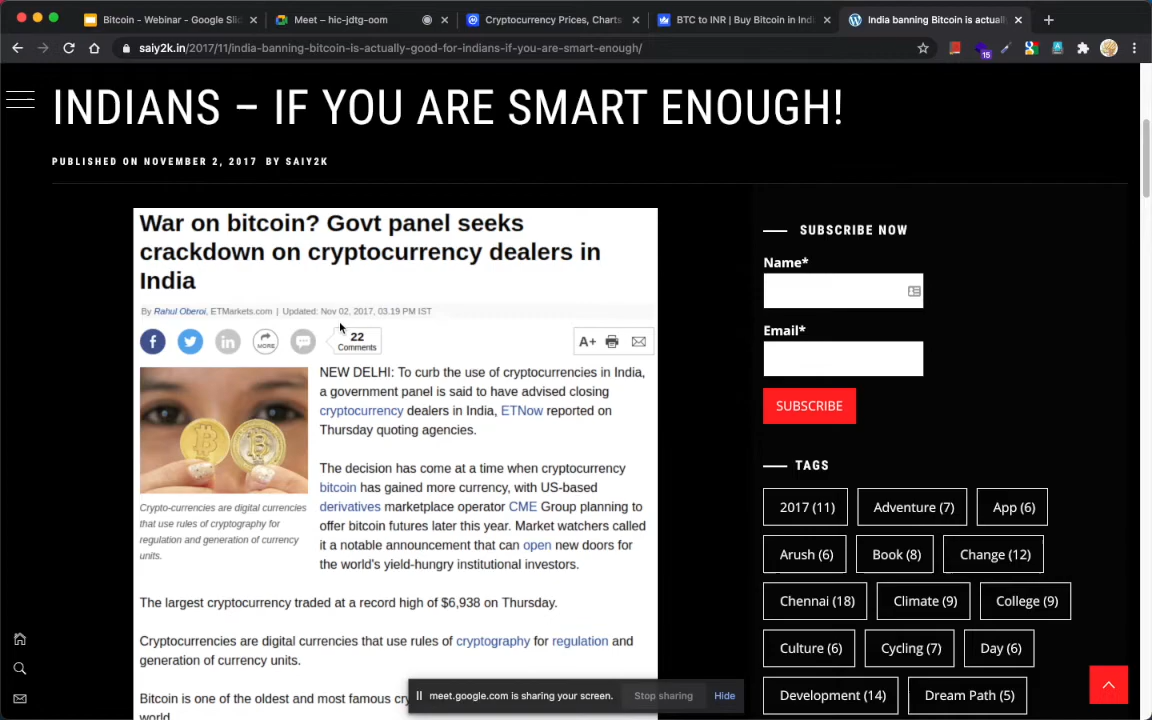 Bitcoin - Webinar - Google Slid
Meet – hic-jdtg-oom
Cryptocurrency Prices, Charts
BTC to INR | Buy Bitcoin in Indi
India banning Bitcoin is actuall
saiy2k.in/2017/11/india-banning-bitcoin-is-actually-good-for-indians-if-you-are-smart-enough/
15
INDIANS – IF YOU ARE SMART ENOUGH!
PUBLISHED ON NOVEMBER 2, 2017 BY SAIY2K
War on bitcoin? Govt panel seeks
crackdown on cryptocurrency dealers in
India
By Rahul Oberoi, ETMarkets.com | Updated: Nov 02, 2017, 03.19 PM IST
MORE
22
Comments
A+
NEW DELHI: To curb the use of cryptocurrencies in India,
a government panel is said to have advised closing
cryptocurrency dealers in India, ETNow reported on
Thursday quoting agencies.
The decision has come at a time when cryptocurrency
bitcoin has gained more currency, with US-based
derivatives marketplace operator CME Group planning to
offer bitcoin futures later this year. Market watchers called
it a notable announcement that can open new doors for
the world's yield-hungry institutional investors.
Crypto-currencies are digital currencies
that use rules of cryptography for
regulation and generation of currency
units.
The largest cryptocurrency traded at a record high of $6,938 on Thursday.
Cryptocurrencies are digital currencies that use rules of cryptography for regulation and
generation of currency units.
Bitcoin is one of the oldest and most famous cry
world.
SUBSCRIBE NOW
Name*
Email*
SUBSCRIBE
TAGS
2017 (11) Adventure (7) App (6)
Arush (6) Book (8) Change (12)
Chennai (18) Climate (9) College (9)
Culture (6) Cycling (7) Day (6)
Development (14) Dream Path (5)
meet.google.com is sharing your screen. Stop sharing Hide